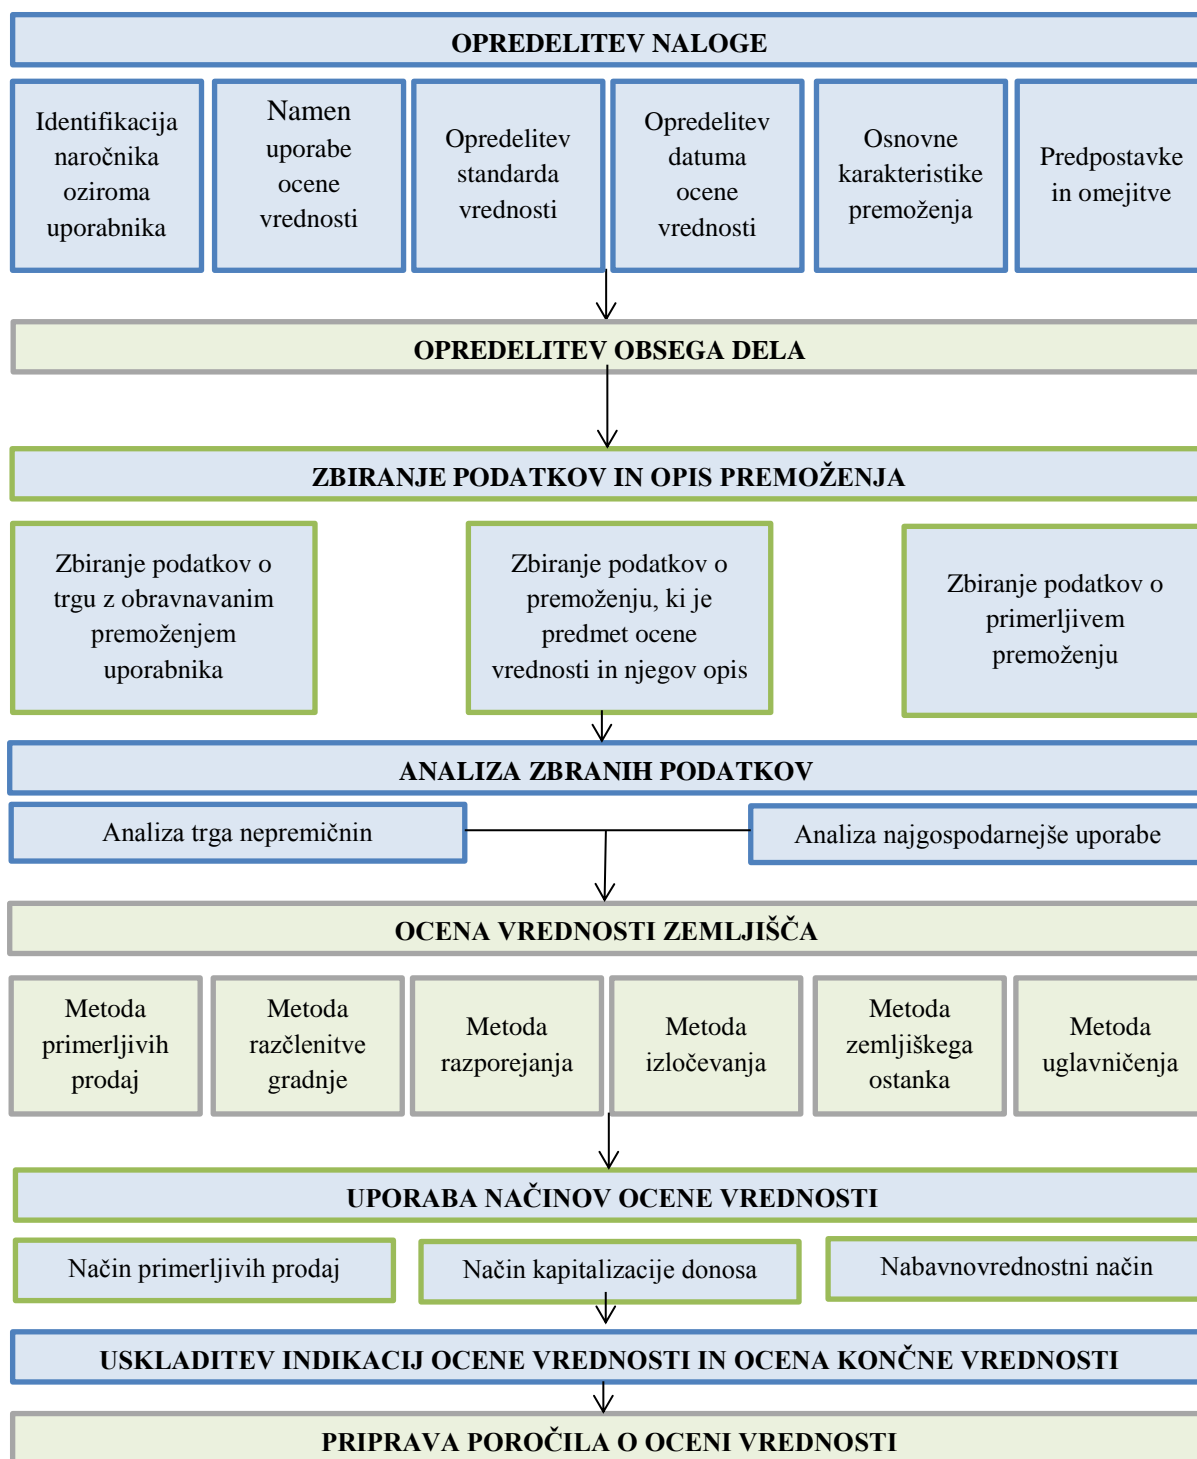 OPREDELITEV NALOGE
Identifikacija
naročnika
oziroma
uporabnika
Namen
uporabe
ocene
vrednosti
Opredelitev
standarda
vrednosti
Opredelitev
datuma
ocene
vrednosti
Osnovne
karakteristike
premoženja
Predpostavke
in omejitve
OPREDELITEV OBSEGA DELA
ZBIRANJE PODATKOV IN OPIS PREMOŽENJA
Zbiranje podatkov o
trgu z obravnavanim
premoženjem
uporabnika
Zbiranje podatkov o
premoženju, ki je
predmet ocene
vrednosti in njegov opis
Zbiranje podatkov o
primerljivem
premoženju
ANALIZA ZBRANIH PODATKOV
Analiza trga nepremičnin
Analiza najgospodarnejše uporabe
OCENA VREDNOSTI ZEMLJIŠČA
Metoda
primerljivih
prodaj
Metoda
razčlenitve
gradnje
Metoda
razporejanja
Metoda
izločevanja
Metoda
zemljiškega
ostanka
Metoda
uglavničenja
UPORABA NAČINOV OCENE VREDNOSTI
Način primerljivih prodaj
Način kapitalizacije donosa
Nabavnovrednostni način
USKLADITEV INDIKACIJ OCENE VREDNOSTI IN OCENA KONČNE VREDNOSTI
PRIPRAVA POROČILA O OCENI VREDNOSTI